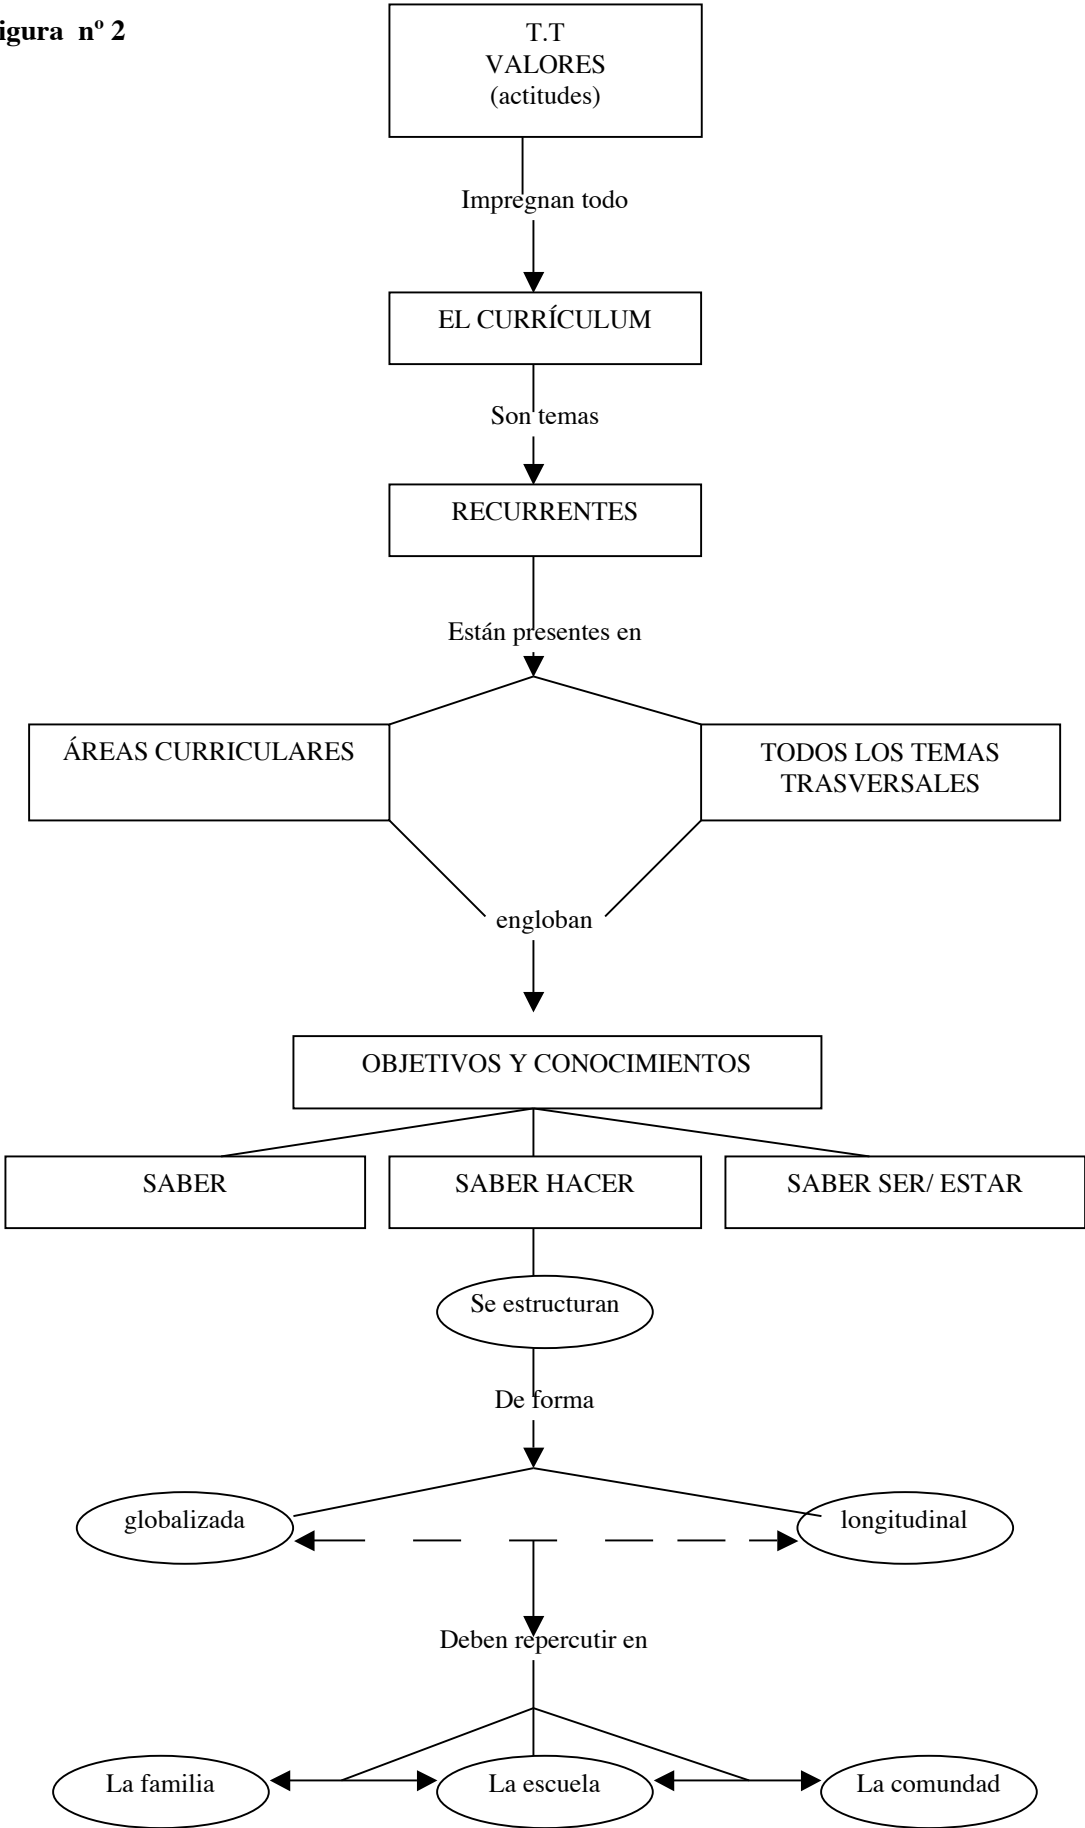 igura nº 2
T.T
VALORES
(actitudes)
Impregnan todo
EL CURRÍCULUM
Son temas
RECURRENTES
Están presentes en
ÁREAS CURRICULARES
TODOS LOS TEMAS
TRASVERSALES
engloban
OBJETIVOS Y CONOCIMIENTOS
SABER
SABER HACER
SABER SER/ ESTAR
Se estructuran
De forma
globalizada
longitudinal
Deben repercutir en
La familia
La escuela
La comundad